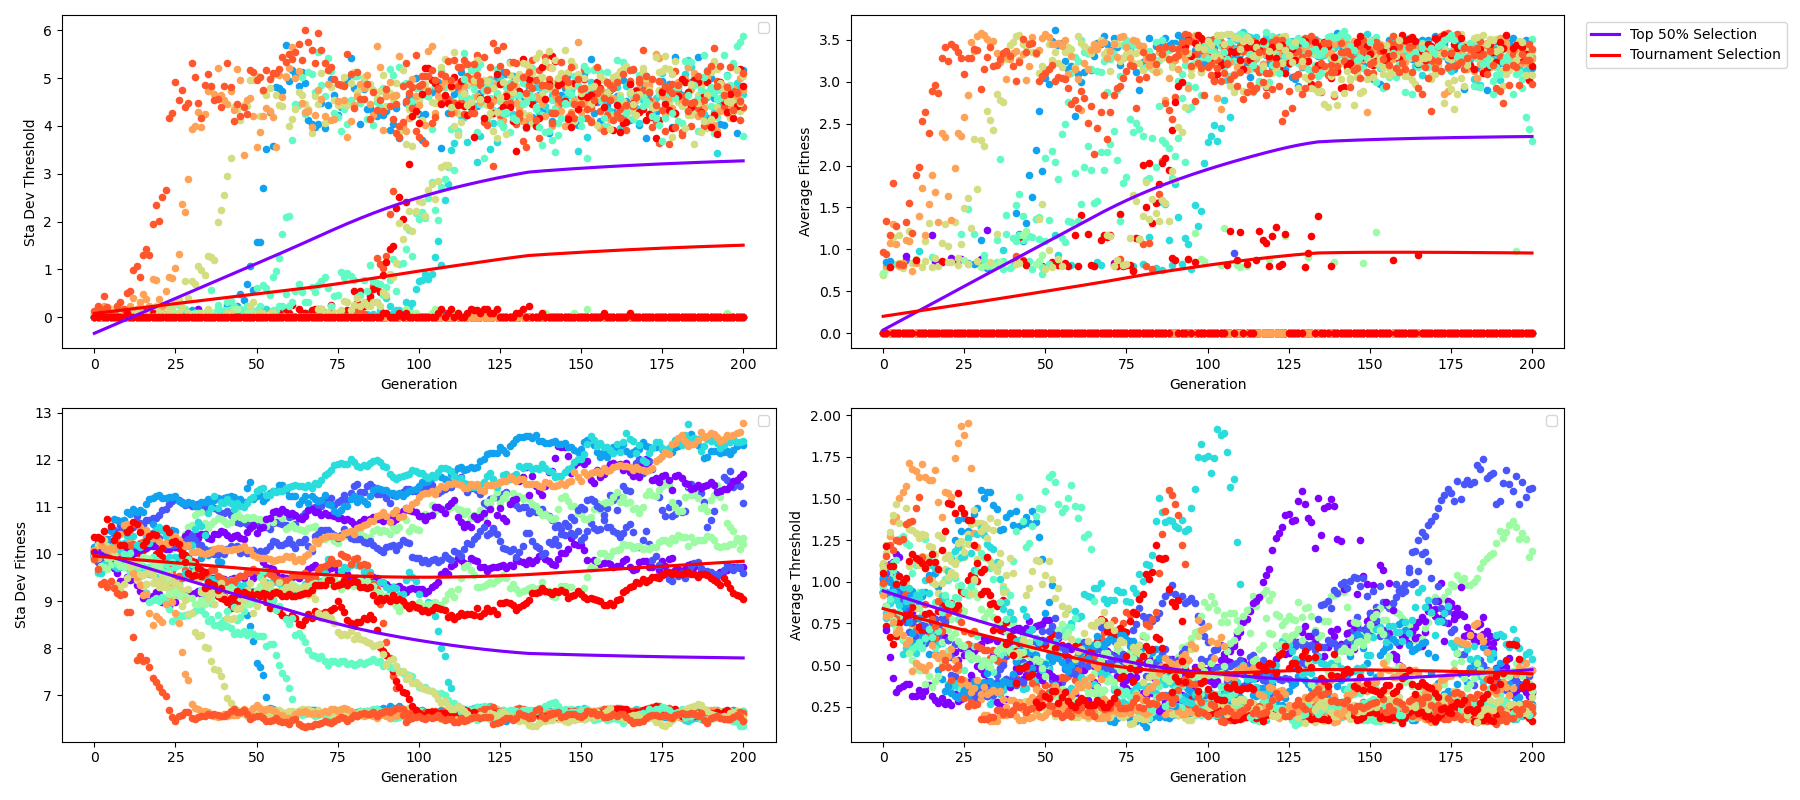 6
5
4
3
2
1
0
Sta Dev Threshold
0 25 50 75 100 125 150 175 200
Generation
3.5
3.0
2.5
2.0
1.5
1.0
0.5
0.0
Average Fitness
0 25 50 75 100 125 150 175 200
Generation
Top 50% Selection
Tournament Selection
13
12
11
10
9
8
7
Sta Dev Fitness
0 25 50 75 100 125 150 175 200
Generation
2.00
1.75
1.50
1.25
1.00
0.75
0.50
0.25
Average Threshold
0 25 50 75 100 125 150 175 200
Generation